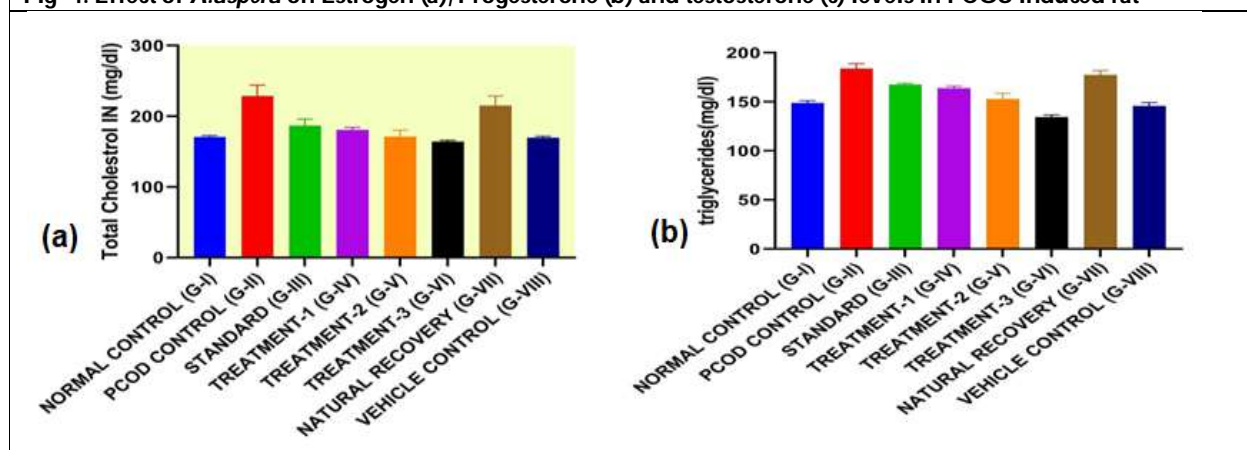 Fig
Effect of
on Estrogen (a), Progesterone (b) and testosterone (c) levels in
induced rat
Total Cholestrol IN (mg/dl)
300
200
100
0
(a)
NORMAL CONTROL (G-I)
PCOD CONTROL (G-II)
STANDARD (G-III)
TREATMENT-1 (G-IV)
TREATMENT-2 (G-V)
TREATMENT-3 (G-VI)
NATURAL RECOVERY (G-VII)
VEHICLE CONTROL (G-VIII)
triglycerides(mg/dl)
200
150
100
50
0
(b)
NORMAL CONTROL (G-I)
PCOD CONTROL (G-II)
STANDARD (G-III)
TREATMENT-1 (G-IV)
TREATMENT-2 (G-V)
TREATMENT-3 (G-VI)
NATURAL RECOVERY (G-VII)
VEHICLE CONTROL (G-VIII)